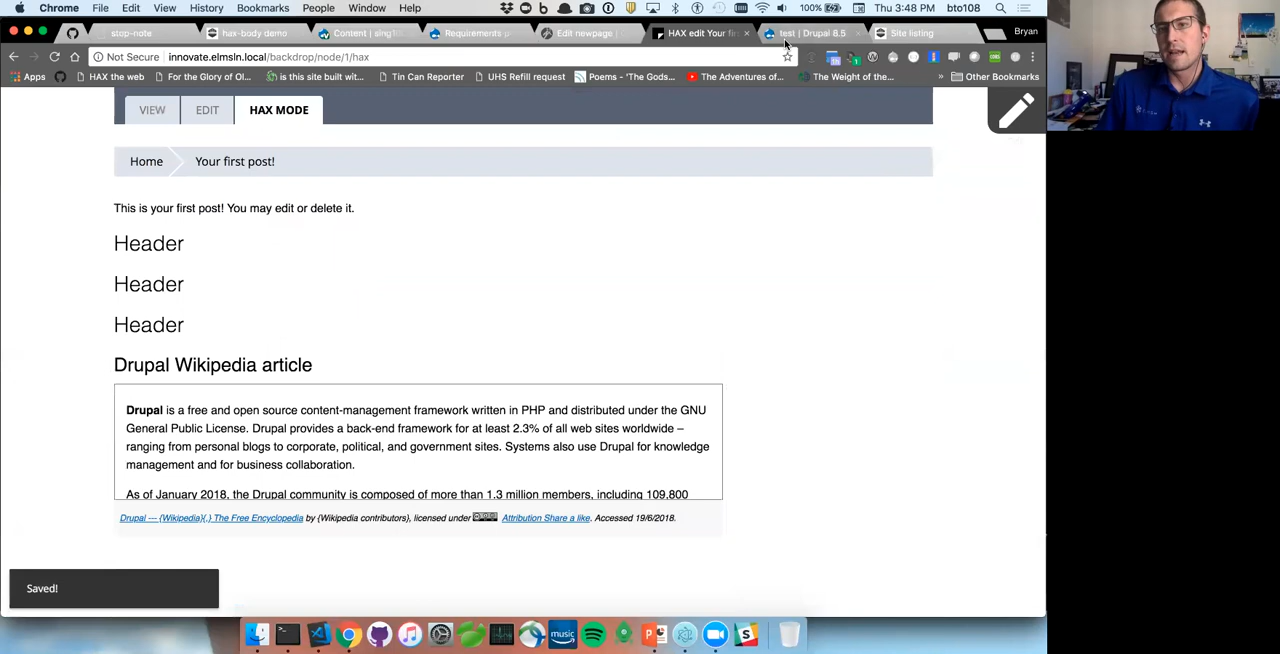 Chrome File Edit View History Bookmarks People Window Help 100% Thu 3:48 PM bto108
stop-note hax-body demo Content | sing100 Requirements HAX edit Your fir test | Drupal 8.5 Site listing Bryan
Edit newpage
Not Secure innovate.elmsln.local/backdrop/node/1/hax
Apps HAX the web For the Glory of Ol... is this site built wit... Tin Can Reporter UHS Refill request Poems - 'The Gods... The Adventures of... The Weight of the... » Other Bookmarks
VIEW EDIT HAX MODE
Home Your first post!
This is your first post! You may edit or delete it.
Header
Header
Header
Drupal Wikipedia article
Drupal is a free and open source content-management framework written in PHP and distributed under the GNU
General Public License. Drupal provides a back-end framework for at least 2.3% of all web sites worldwide –
ranging from personal blogs to corporate, political, and government sites. Systems also use Drupal for knowledge
management and for business collaboration.
As of January 2018, the Drupal community is composed of more than 1.3 million members, including 109,800
Drupal --- {Wikipedia}{,} The Free Encyclopedia by {Wikipedia contributors}, licensed under Attribution Share a like. Accessed 19/6/2018.
Saved!
music